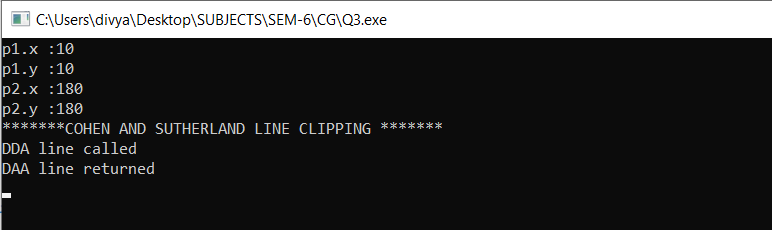 C:\Users\divya\Desktop\SUBJECTS\SEM-6\CG\Q3.exe
p1.x :10
p1.y :10
p2.x :180
p2.y :180
*******COHEN AND SUTHERLAND LINE CLIPPING *******
DDA line called
DAA line returned